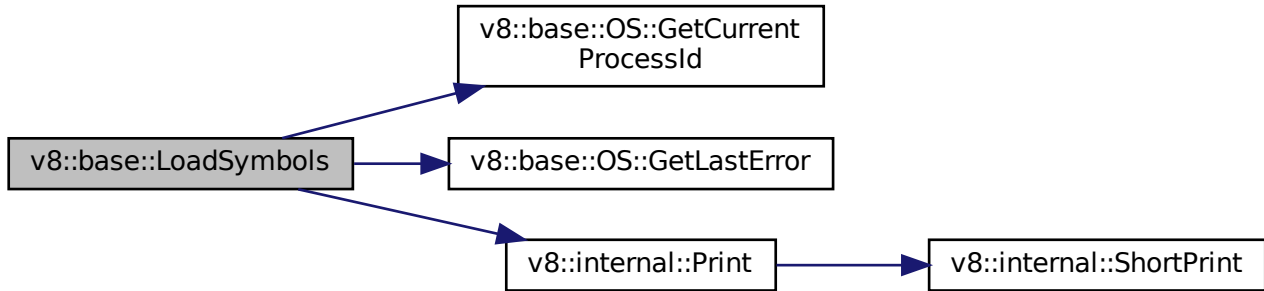 v8::base::OS::GetCurrent
ProcessId
v8::base::LoadSymbols
v8::base::OS::GetLastError
v8::internal::Print
v8::internal::ShortPrint